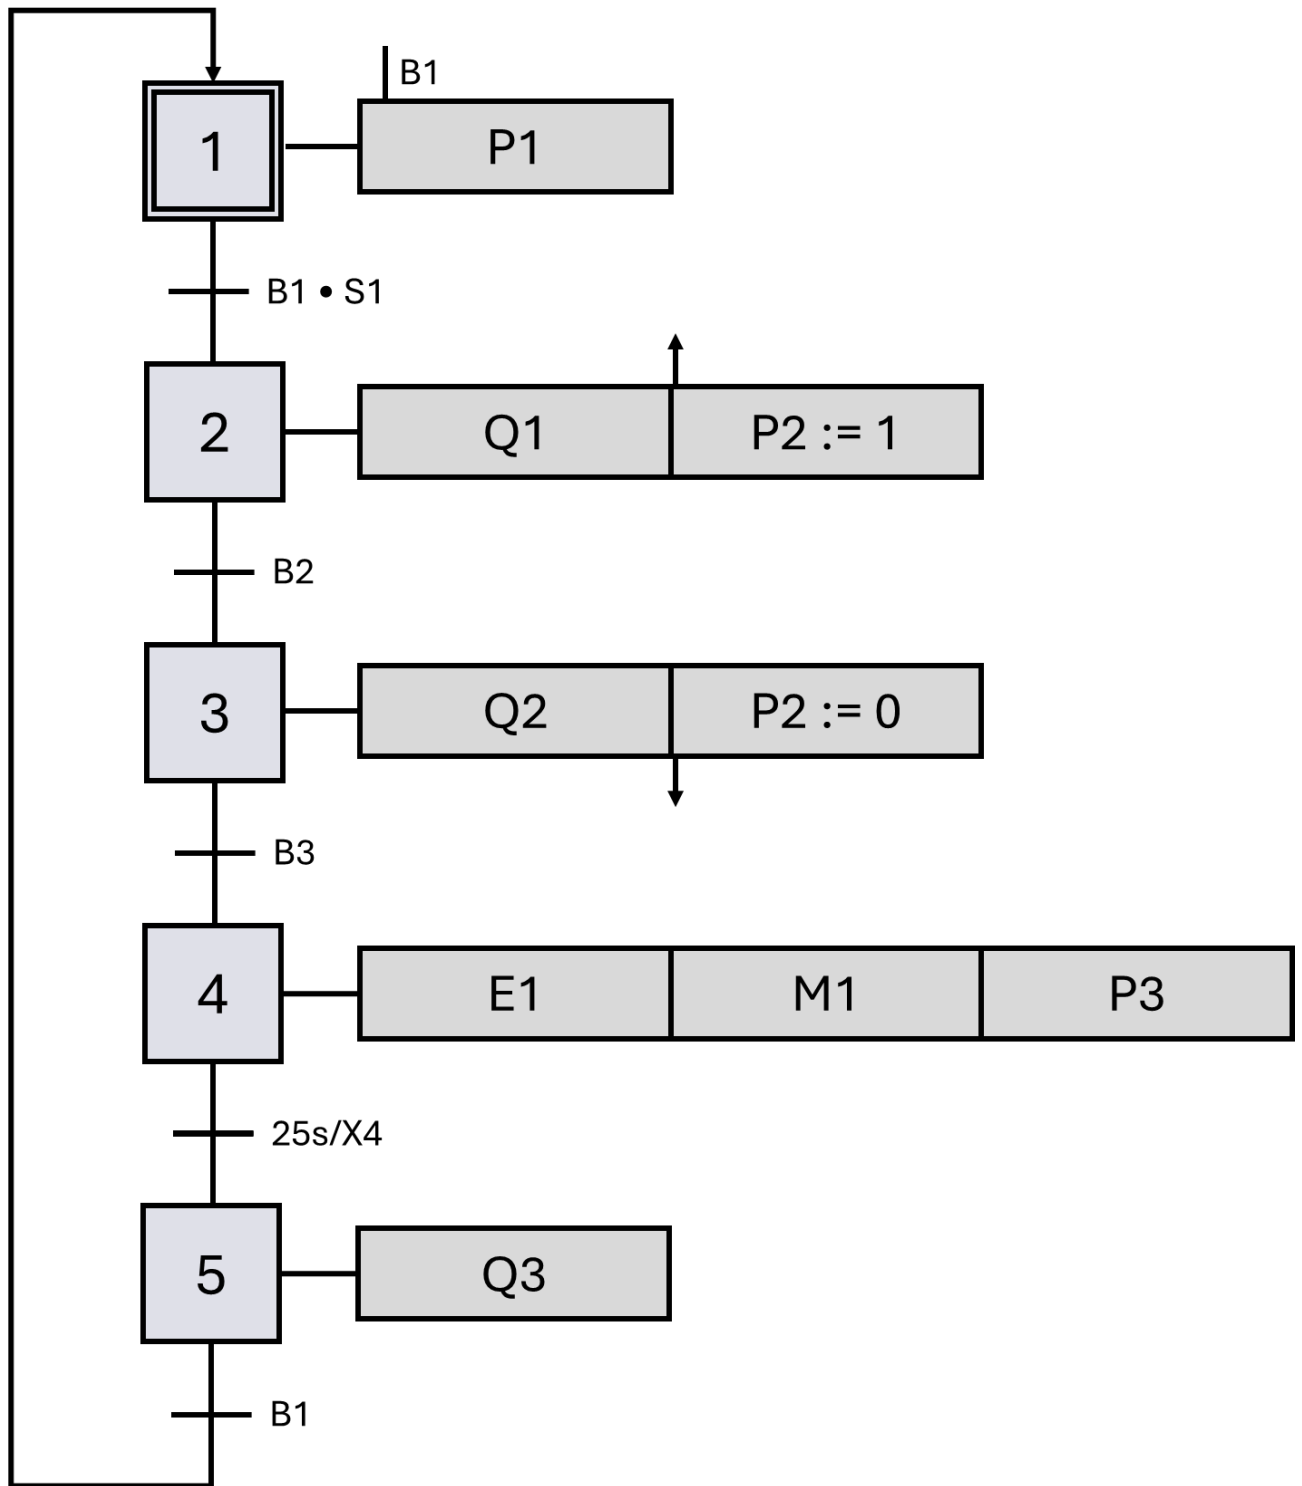 B1
1
P1
B1 • S1
2
Q1
P2 := 1
B2
3
Q2
P2 := 0
B3
4
E1
M1
P3
25s/X4
5
Q3
B1